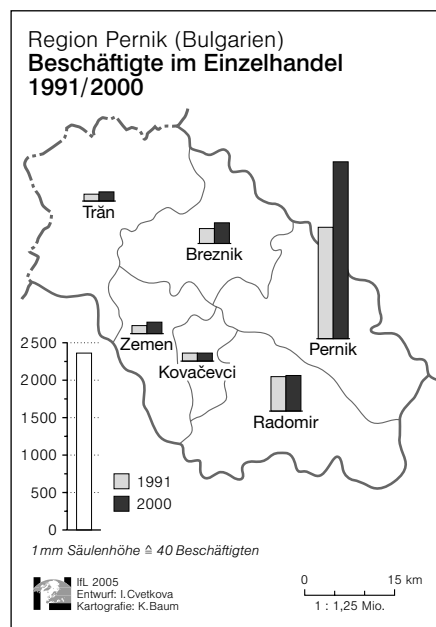 Region Pernik (Bulgarien)
Beschäftigte im Einzelhandel
1991/2000
Trăn
Breznik
Zemen
Kovačevci
Pernik
Radomir
2500
2000
1500
1000
500
0
1991
2000
1mm Säulenhöhe ≙ 40 Beschäftigten
IfL 2005
Entwurf: I.Cvetkova
Kartografie: K.Baum
0 15 km
1 : 1,25 Mio.